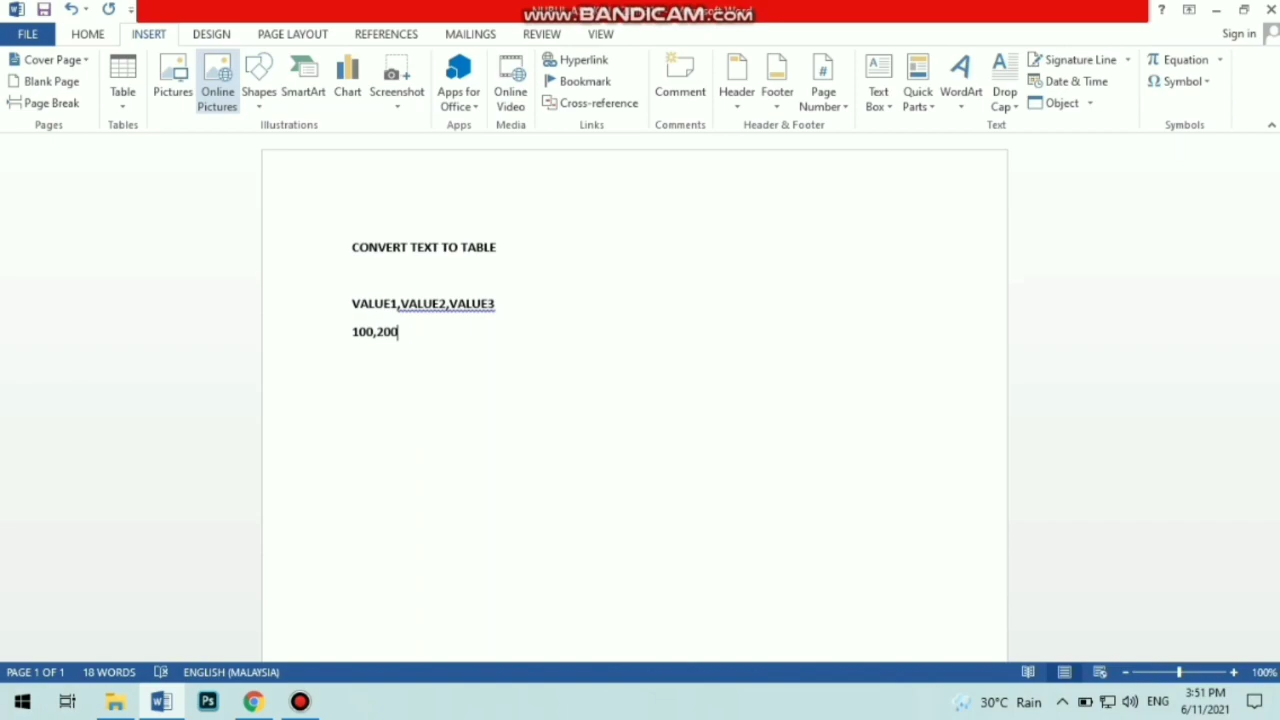 www.BANDICAM.com
Sign in
FILE HOME INSERT DESIGN PAGE LAYOUT REFERENCES MAILINGS REVIEW VIEW
Cover Page
Blank Page
Page Break
Pages
Table
Tables
Pictures
Online Pictures
Shapes
SmartArt
Chart
Screenshot
Illustrations
Apps for Office
Apps
Online Video
Media
Hyperlink
Bookmark
Cross-reference
Links
Comment
Comments
Header
Footer
Page Number
Header & Footer
Text Box
Quick Parts
WordArt
Drop Cap
Signature Line
Date & Time
Object
Text
π Equation
Ω Symbol
Symbols
CONVERT TEXT TO TABLE
VALUE1,VALUE2,VALUE3
100,200
PAGE 1 OF 1 18 WORDS ENGLISH (MALAYSIA) 100%
Ps
30°C Rain
ENG
3:51 PM
6/11/2021